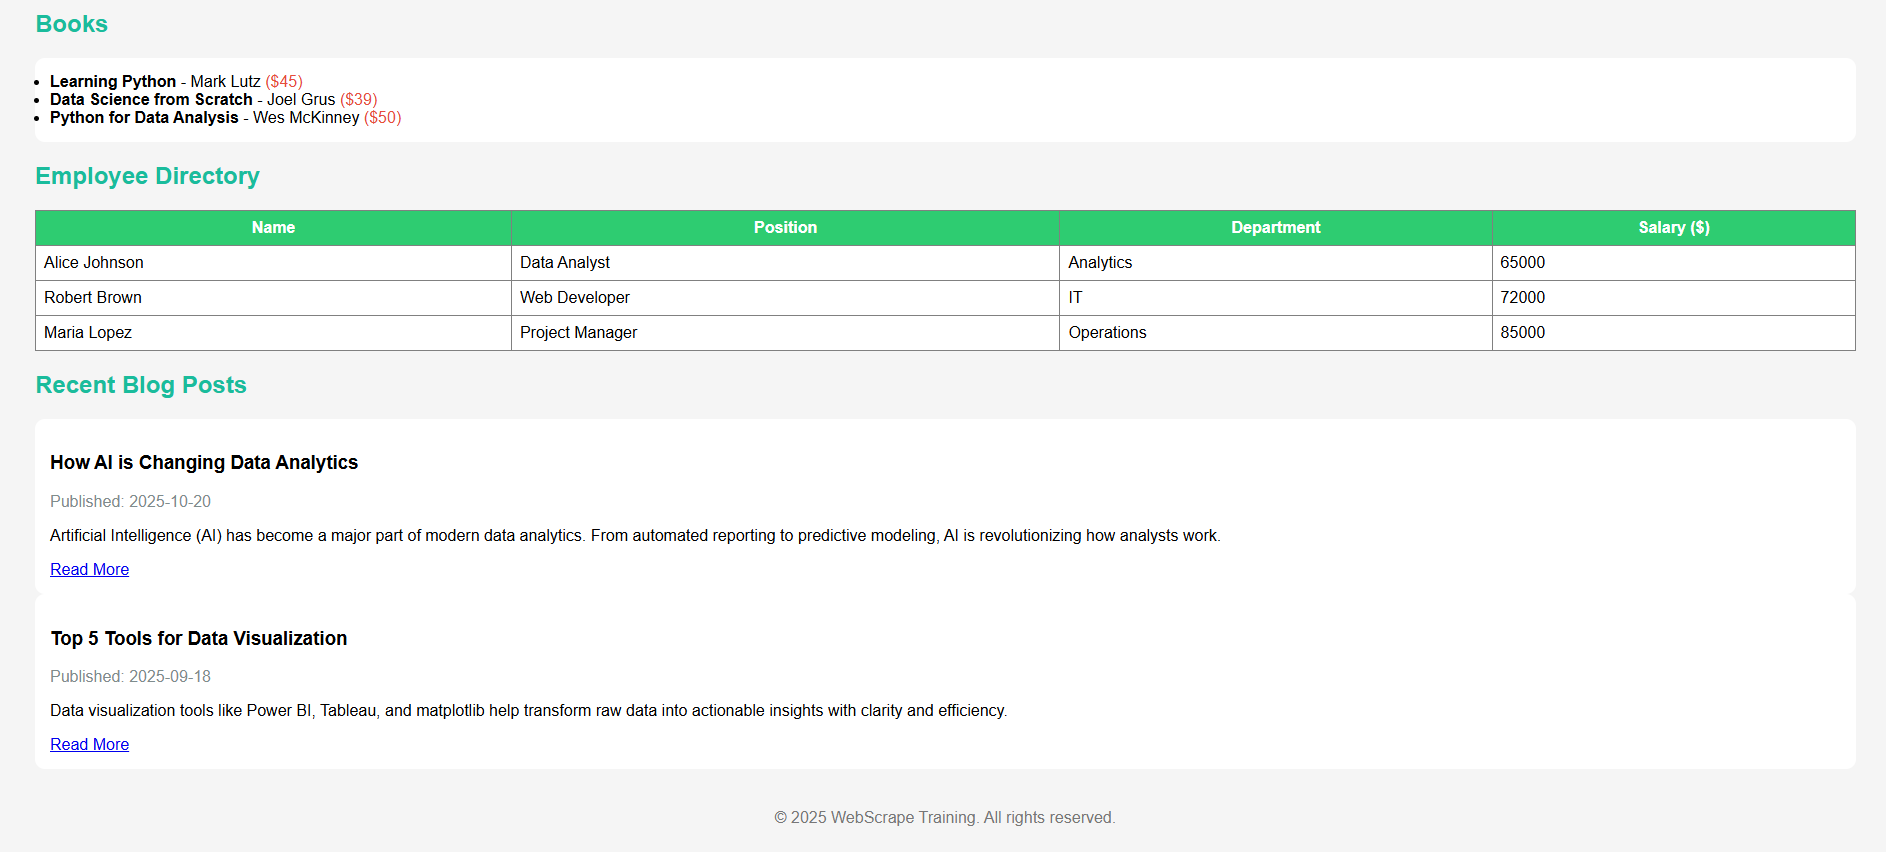 Books
Learning Python - Mark Lutz ($45)
Data Science from Scratch - Joel Grus ($39)
Python for Data Analysis - Wes McKinney ($50)
Employee Directory
Name Position Department Salary ($)
Alice Johnson Data Analyst Analytics 65000
Robert Brown Web Developer IT 72000
Maria Lopez Project Manager Operations 85000
Recent Blog Posts
How AI is Changing Data Analytics
Published: 2025-10-20
Artificial Intelligence (AI) has become a major part of modern data analytics. From automated reporting to predictive modeling, AI is revolutionizing how analysts work.
Read More
Top 5 Tools for Data Visualization
Published: 2025-09-18
Data visualization tools like Power BI, Tableau, and matplotlib help transform raw data into actionable insights with clarity and efficiency.
Read More
© 2025 WebScrape Training. All rights reserved.